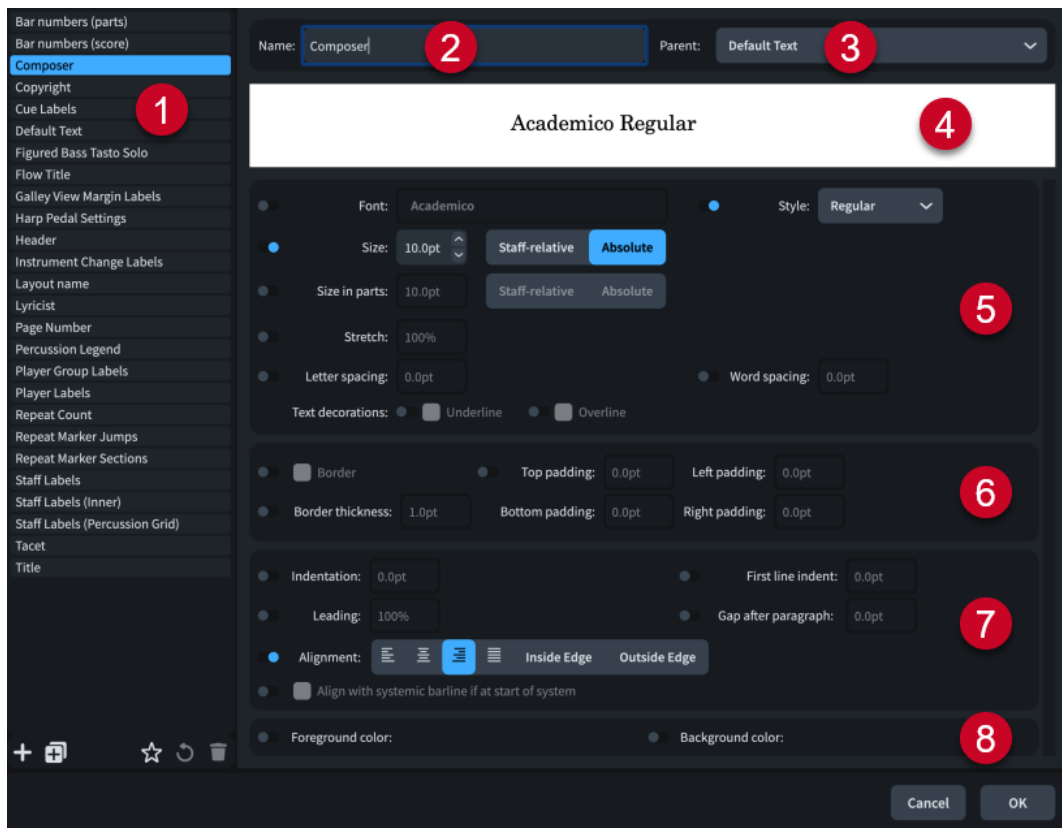 Bar numbers (parts)
Bar numbers (score)
Composer
Copyright
Cue Labels
Default Text
Figured Bass Tasto Solo
Flow Title
Galley View Margin Labels
Harp Pedal Settings
Header
Instrument Change Labels
Layout name
Lyricist
Page Number
Percussion Legend
Player Group Labels
Player Labels
Repeat Count
Repeat Marker Jumps
Repeat Marker Sections
Staff Labels
Staff Labels (Inner)
Staff Labels (Percussion Grid)
Tacet
Title
1
Name: Composer 2 Parent: Default Text 3
Academico Regular 4
Font: Academico Style: Regular
Size: 10.0pt Staff-relative Absolute
Size in parts: 10.0pt Staff-relative Absolute
5
Stretch: 100%
Letter spacing: 0.0pt Word spacing: 0.0pt
Text decorations: Underline Overline
Border Top padding: 0.0pt Left padding: 0.0pt
6
Border thickness: 1.0pt Bottom padding: 0.0pt Right padding: 0.0pt
Indentation: 0.0pt First line indent: 0.0pt
Leading: 100% Gap after paragraph: 0.0pt
7
Alignment: Inside Edge Outside Edge
Align with systemic barline if at start of system
Foreground color: Background color: 8
Cancel OK